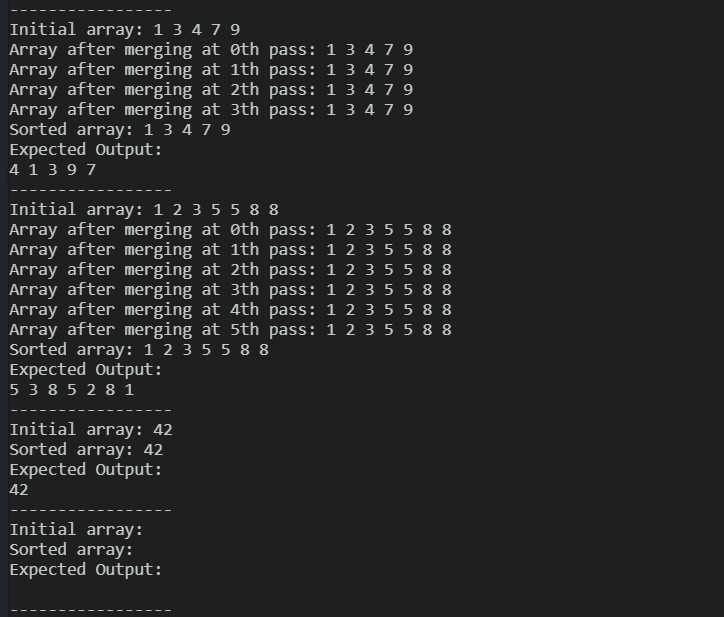 -----------------
Initial array: 1 3 4 7 9
Array after merging at 0th pass: 1 3 4 7 9
Array after merging at 1th pass: 1 3 4 7 9
Array after merging at 2th pass: 1 3 4 7 9
Array after merging at 3th pass: 1 3 4 7 9
Sorted array: 1 3 4 7 9
Expected Output:
4 1 3 9 7
-----------------
Initial array: 1 2 3 5 5 8 8
Array after merging at 0th pass: 1 2 3 5 5 8 8
Array after merging at 1th pass: 1 2 3 5 5 8 8
Array after merging at 2th pass: 1 2 3 5 5 8 8
Array after merging at 3th pass: 1 2 3 5 5 8 8
Array after merging at 4th pass: 1 2 3 5 5 8 8
Array after merging at 5th pass: 1 2 3 5 5 8 8
Sorted array: 1 2 3 5 5 8 8
Expected Output:
5 3 8 5 2 8 1
-----------------
Initial array: 42
Sorted array: 42
Expected Output:
42
-----------------
Initial array:
Sorted array:
Expected Output:

-----------------